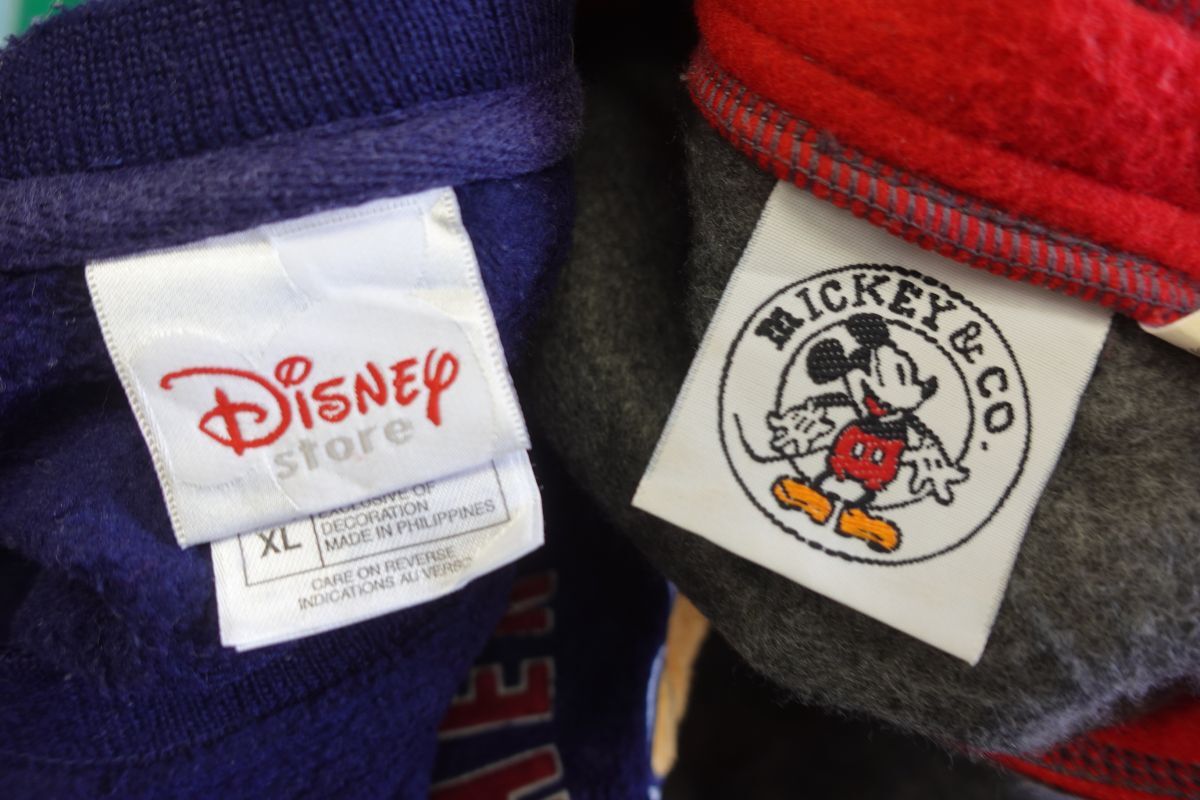 DISNEY
store
XL
EXCLUSIVE OF
DECORATION
MADE IN PHILIPPINES
CARE ON REVERSE
INDICATIONS AU VERSO
MICKEY & CO.